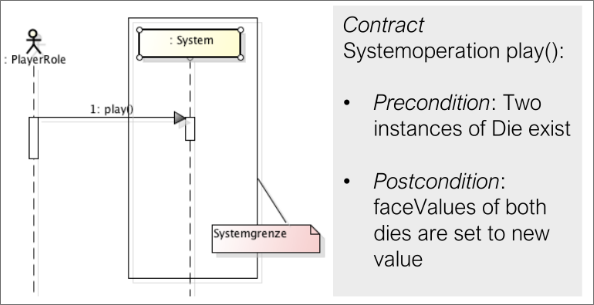 : PlayerRole
: System
1: play()
Systemgrenze
Contract
Systemoperation play():
• Precondition: Two
instances of Die exist
• Postcondition:
faceValues of both
dies are set to new
value